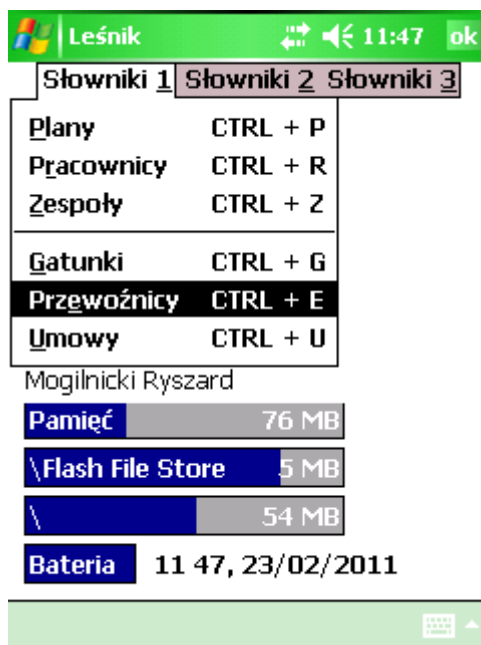 Leśnik 11:47 ok
Słowniki 1 Słowniki 2 Słowniki 3
Plany CTRL + P
Pracownicy CTRL + R
Zespoły CTRL + Z
Gatunki CTRL + G
Przewoźnicy CTRL + E
Umowy CTRL + U
Mogilnicki Ryszard
Pamięć 76 MB
\Flash File Store 5 MB
\ 54 MB
Bateria 11 47, 23/02/2011